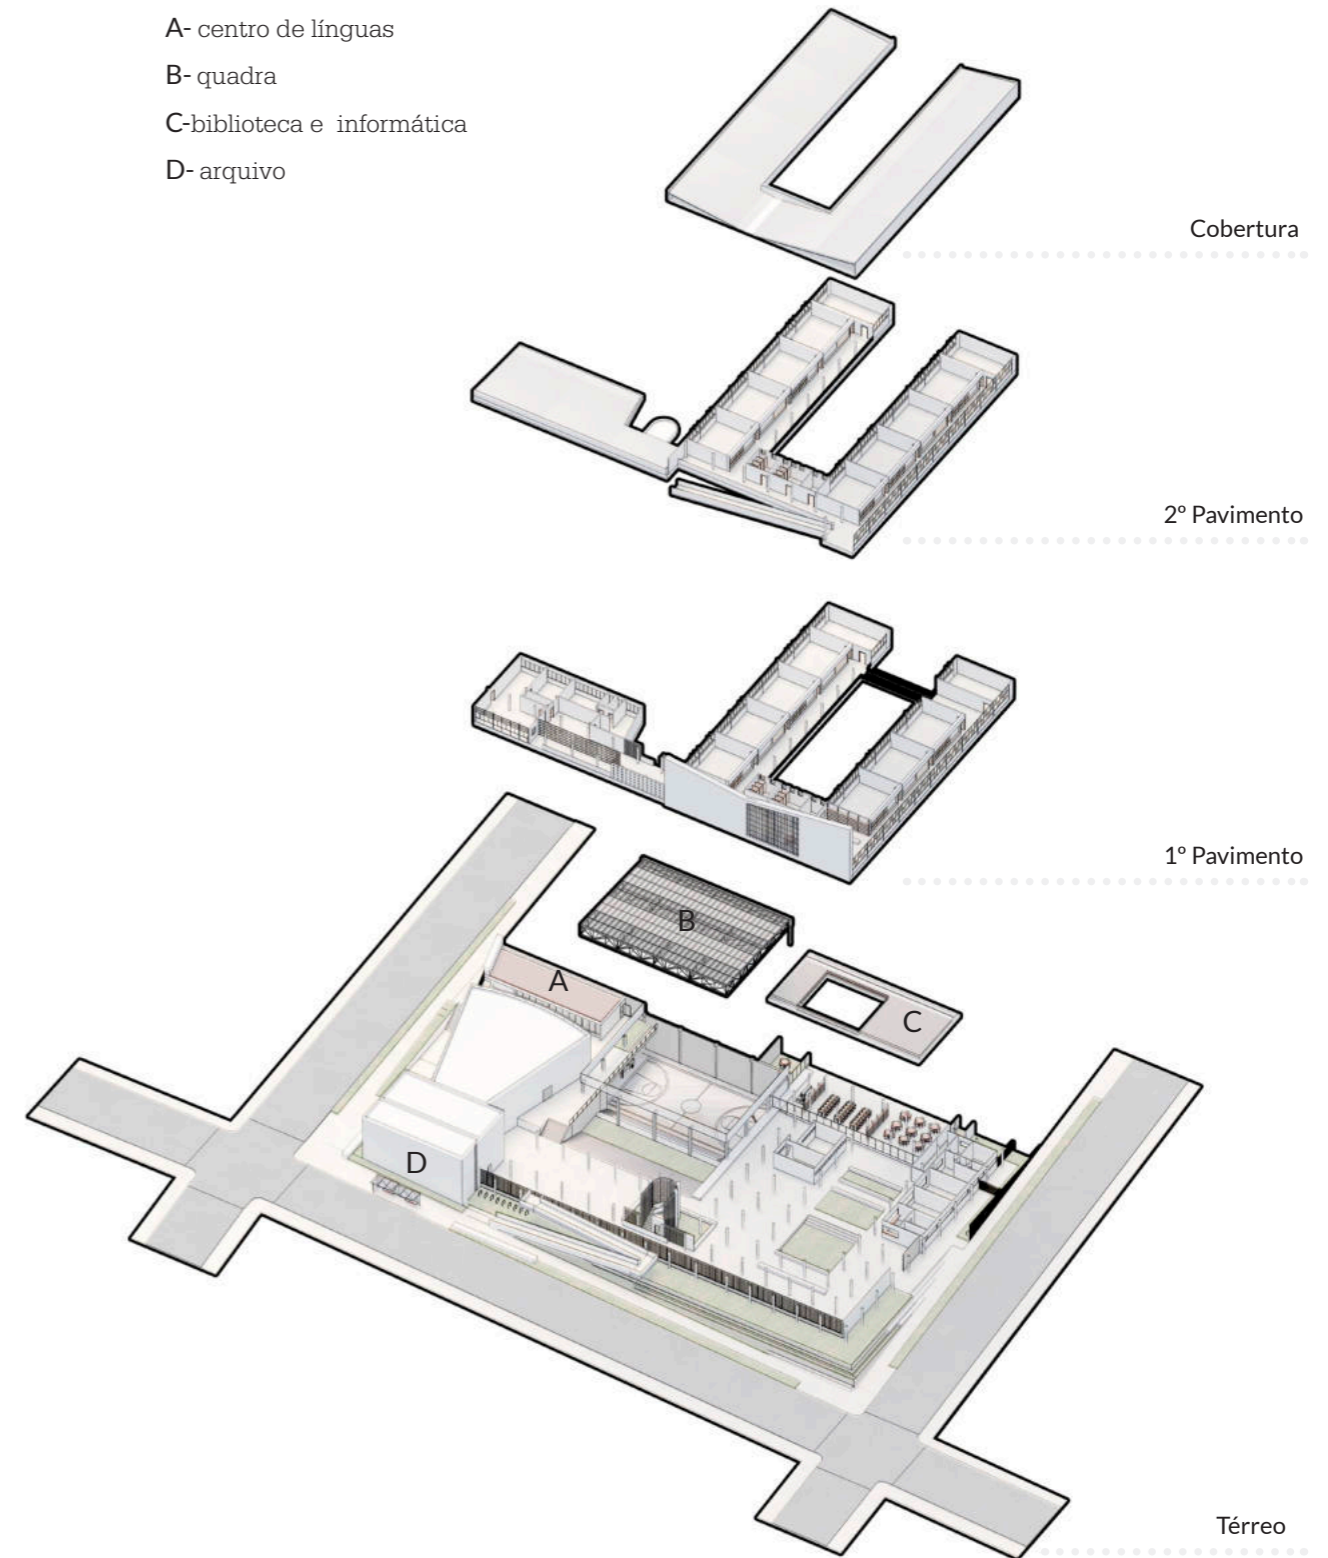 A- centro de línguas
B- quadra
C-biblioteca e informática
D- arquivo
Cobertura
2º Pavimento
1º Pavimento
B
A
C
D
Térreo